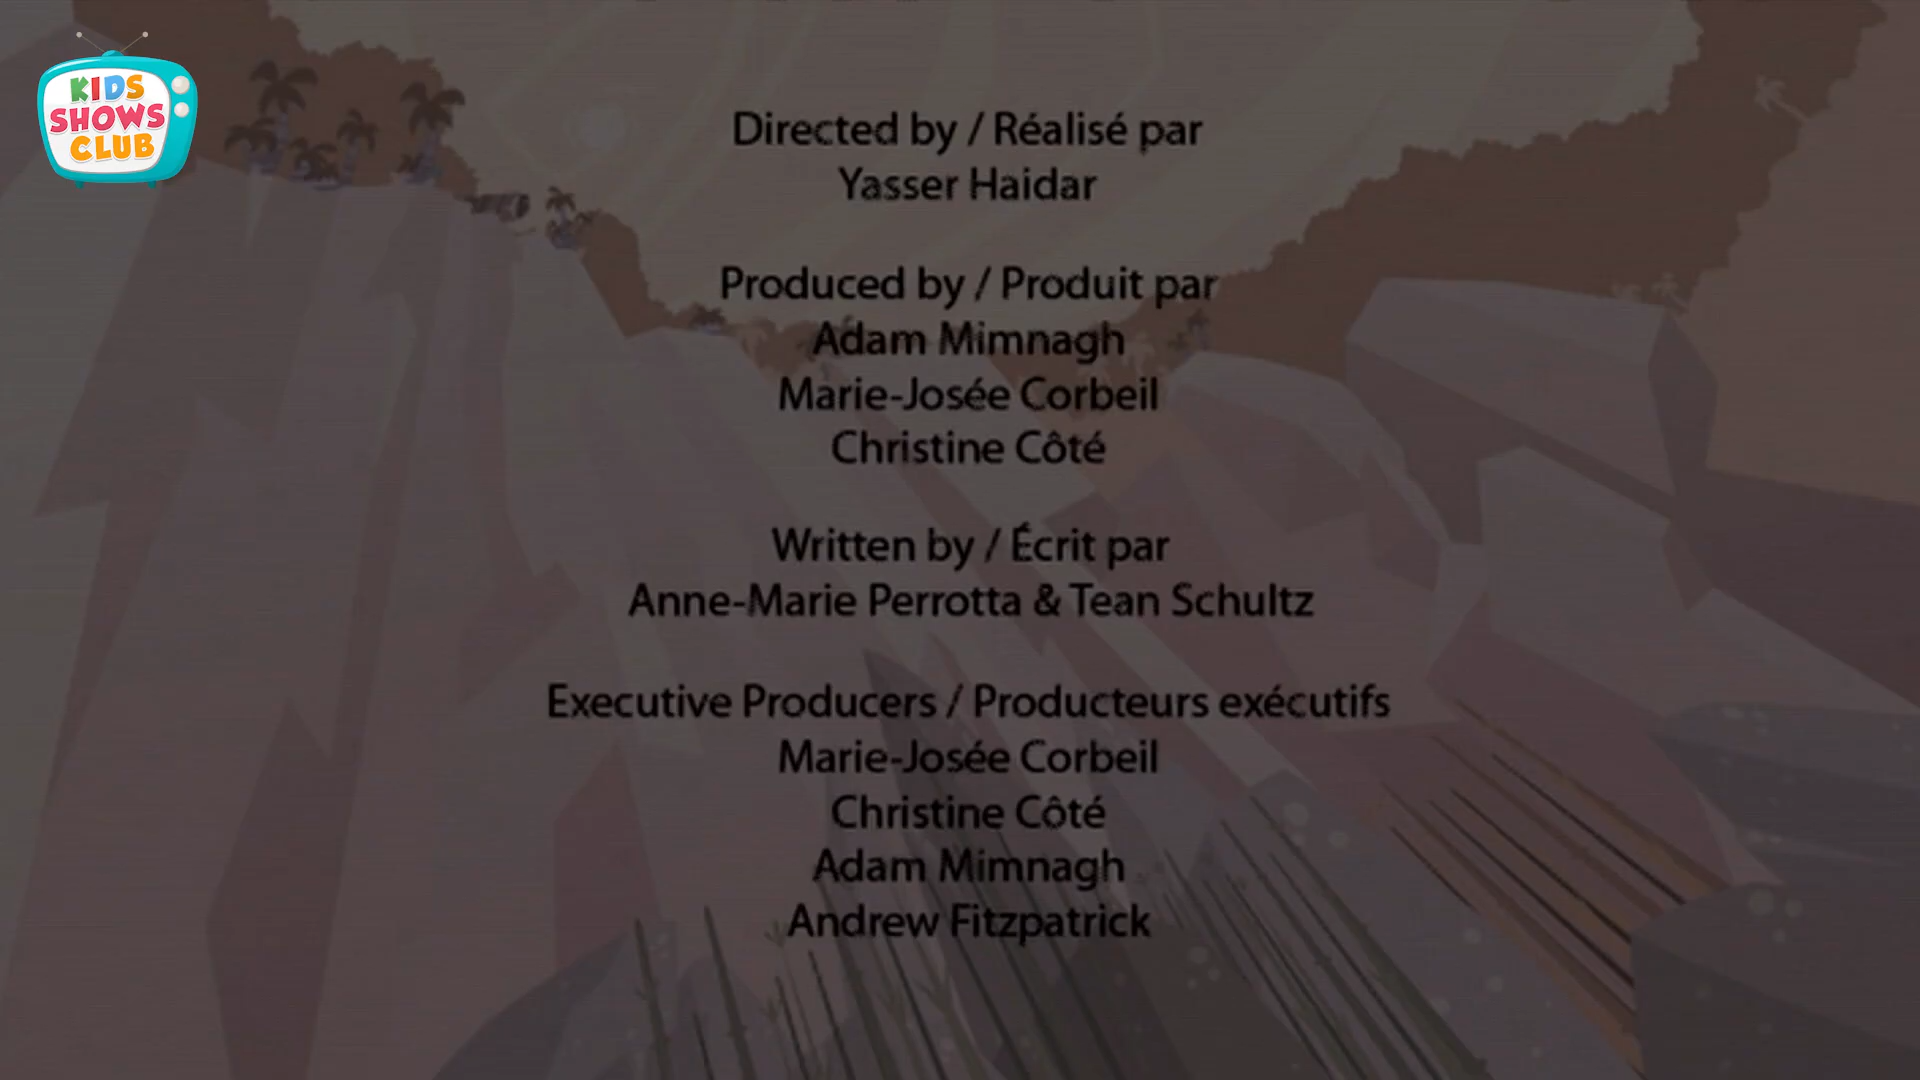 KIDS
SHOWS
CLUB
Directed by / Réalisé par
Yasser Haidar
Produced by / Produit par
Adam Mimnagh
Marie-Josée Corbeil
Christine Côté
Written by / Écrit par
Anne-Marie Perrotta & Tean Schultz
Executive Producers / Producteurs exécutifs
Marie-Josée Corbeil
Christine Côté
Adam Mimnagh
Andrew Fitzpatrick